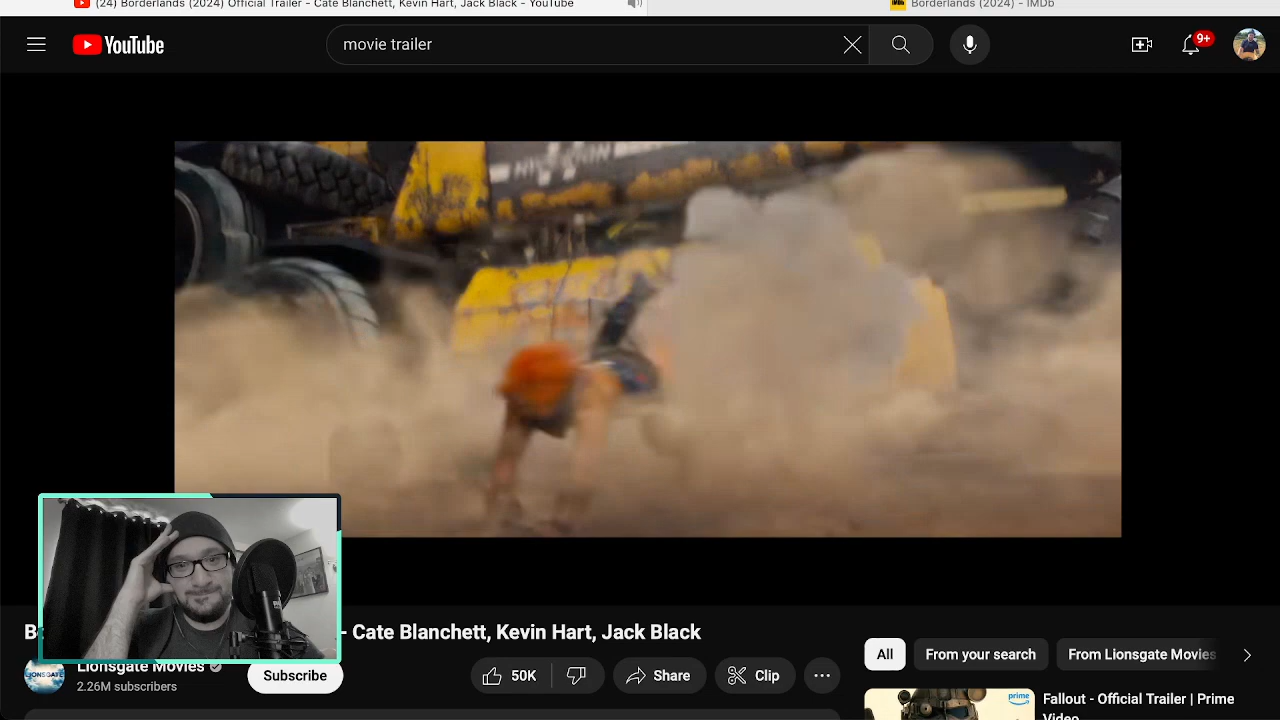 (24) Borderlands (2024) Official Trailer - Cate Blanchett, Kevin Hart, Jack Black - YouTube
Borderlands (2024) - IMDb
YouTube
movie trailer
9+
- Cate Blanchett, Kevin Hart, Jack Black
LIONSGATE
Lionsgate Movies
2.26M subscribers
Subscribe
50K
Share
Clip
All
From your search
From Lionsgate Movies
prime
Fallout - Official Trailer | Prime
Video